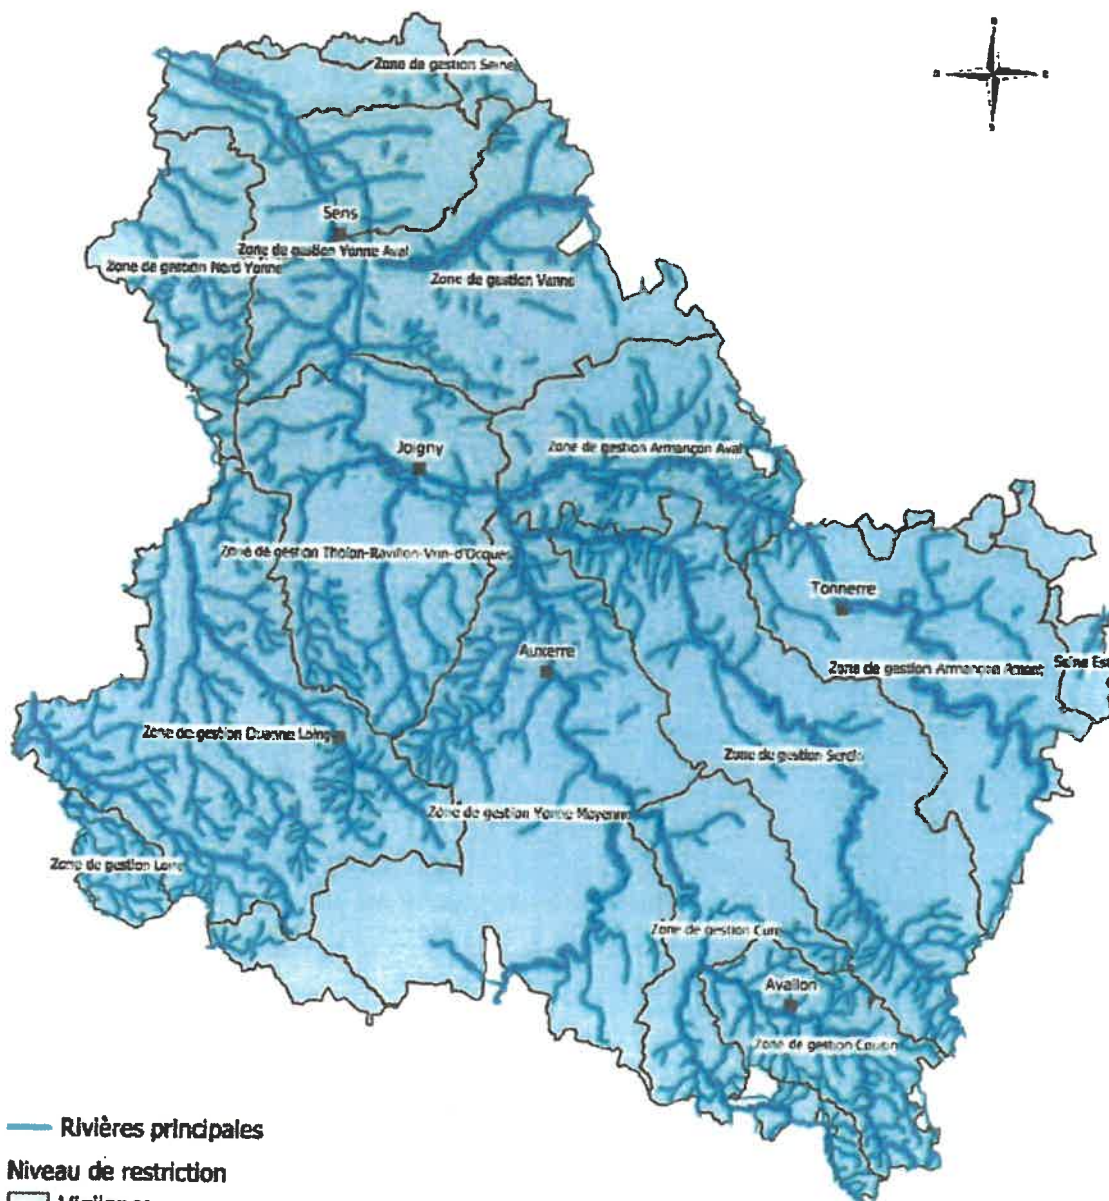 Zone de gestion Seine
Sens
Zone de gestion Yonne Aval
Zone de gestion Nord Yonne
Zone de gestion Vanne
Joigny
Zone de gestion Armançon Aval
Zone de gestion Tholon-Ravillon-Vrin-d'Ocques
Tonnerre
Auxerre
Zone de gestion Armançon Amont
Seine Est
Zone de gestion Ouanne Loing
Zone de gestion Serein
Zone de gestion Yonne Moyenne
Zone de gestion Loire
Zone de gestion Cure
Avallon
Zone de gestion Cousin
Rivières principales
Niveau de restriction
Vigilance